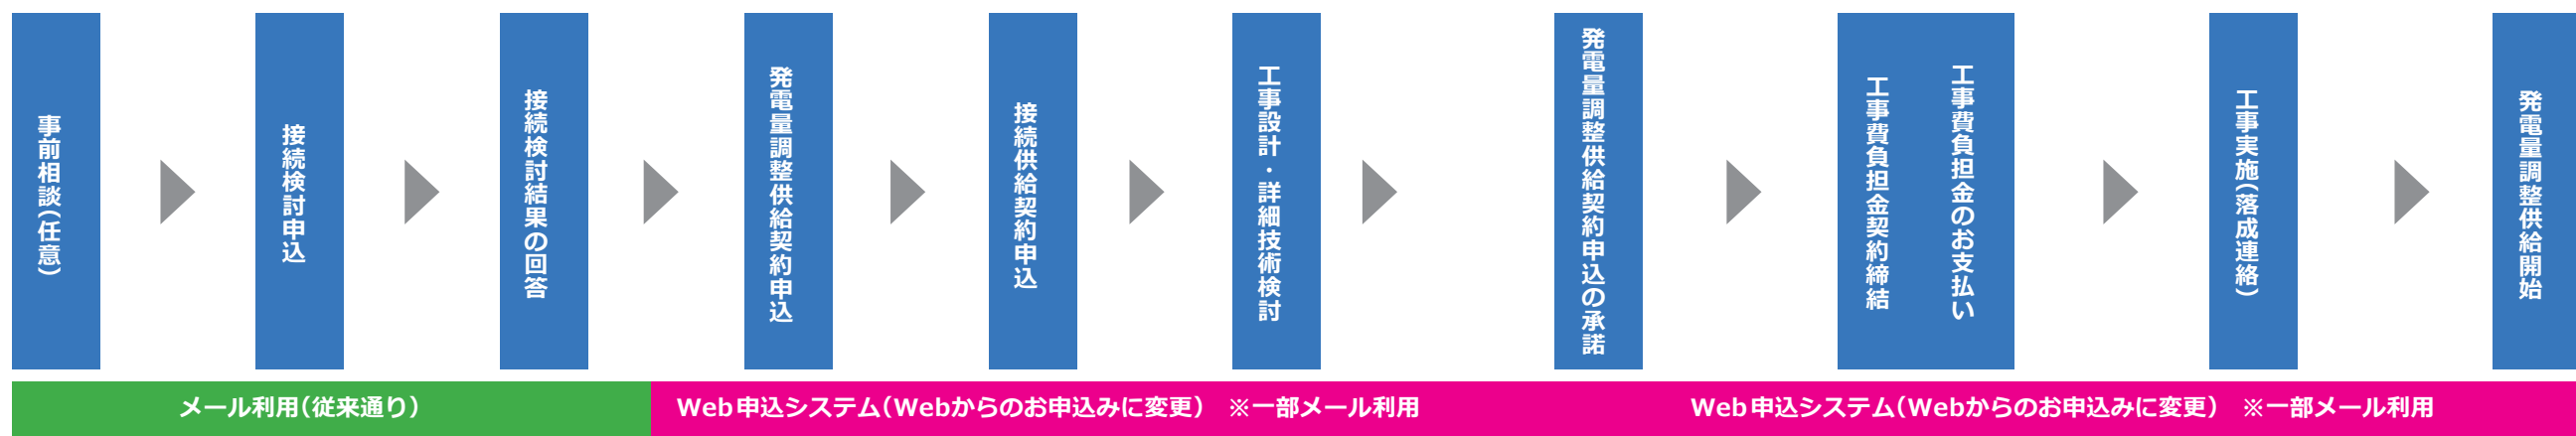 事前相談(任意)
接続検討申込
接続検討結果の回答
発電量調整供給契約申込
接続供給契約申込
工事設計・詳細技術検討
発電量調整供給契約申込の承諾
工事費負担金のお支払い
工事費負担金契約締結
工事実施(落成連絡)
発電量調整供給開始
メール利用(従来通り)
Web申込システム(Webからのお申込みに変更) ※一部メール利用
Web申込システム(Webからのお申込みに変更) ※一部メール利用